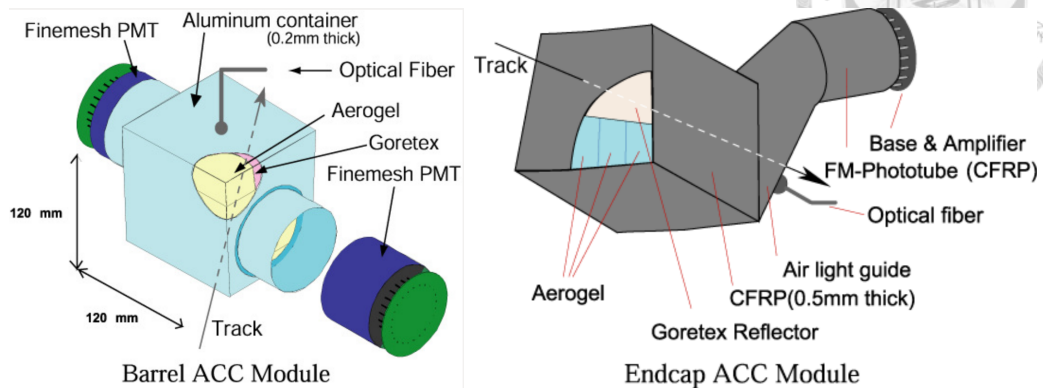 Finemesh PMT
Aluminum container
(0.2mm thick)
Optical Fiber
Aerogel
Goretex
Finemesh PMT
120 mm
120 mm
Track
Barrel ACC Module
Track
Base & Amplifier
FM-Phototube (CFRP)
Optical fiber
Air light guide
CFRP(0.5mm thick)
Aerogel
Goretex Reflector
Endcap ACC Module